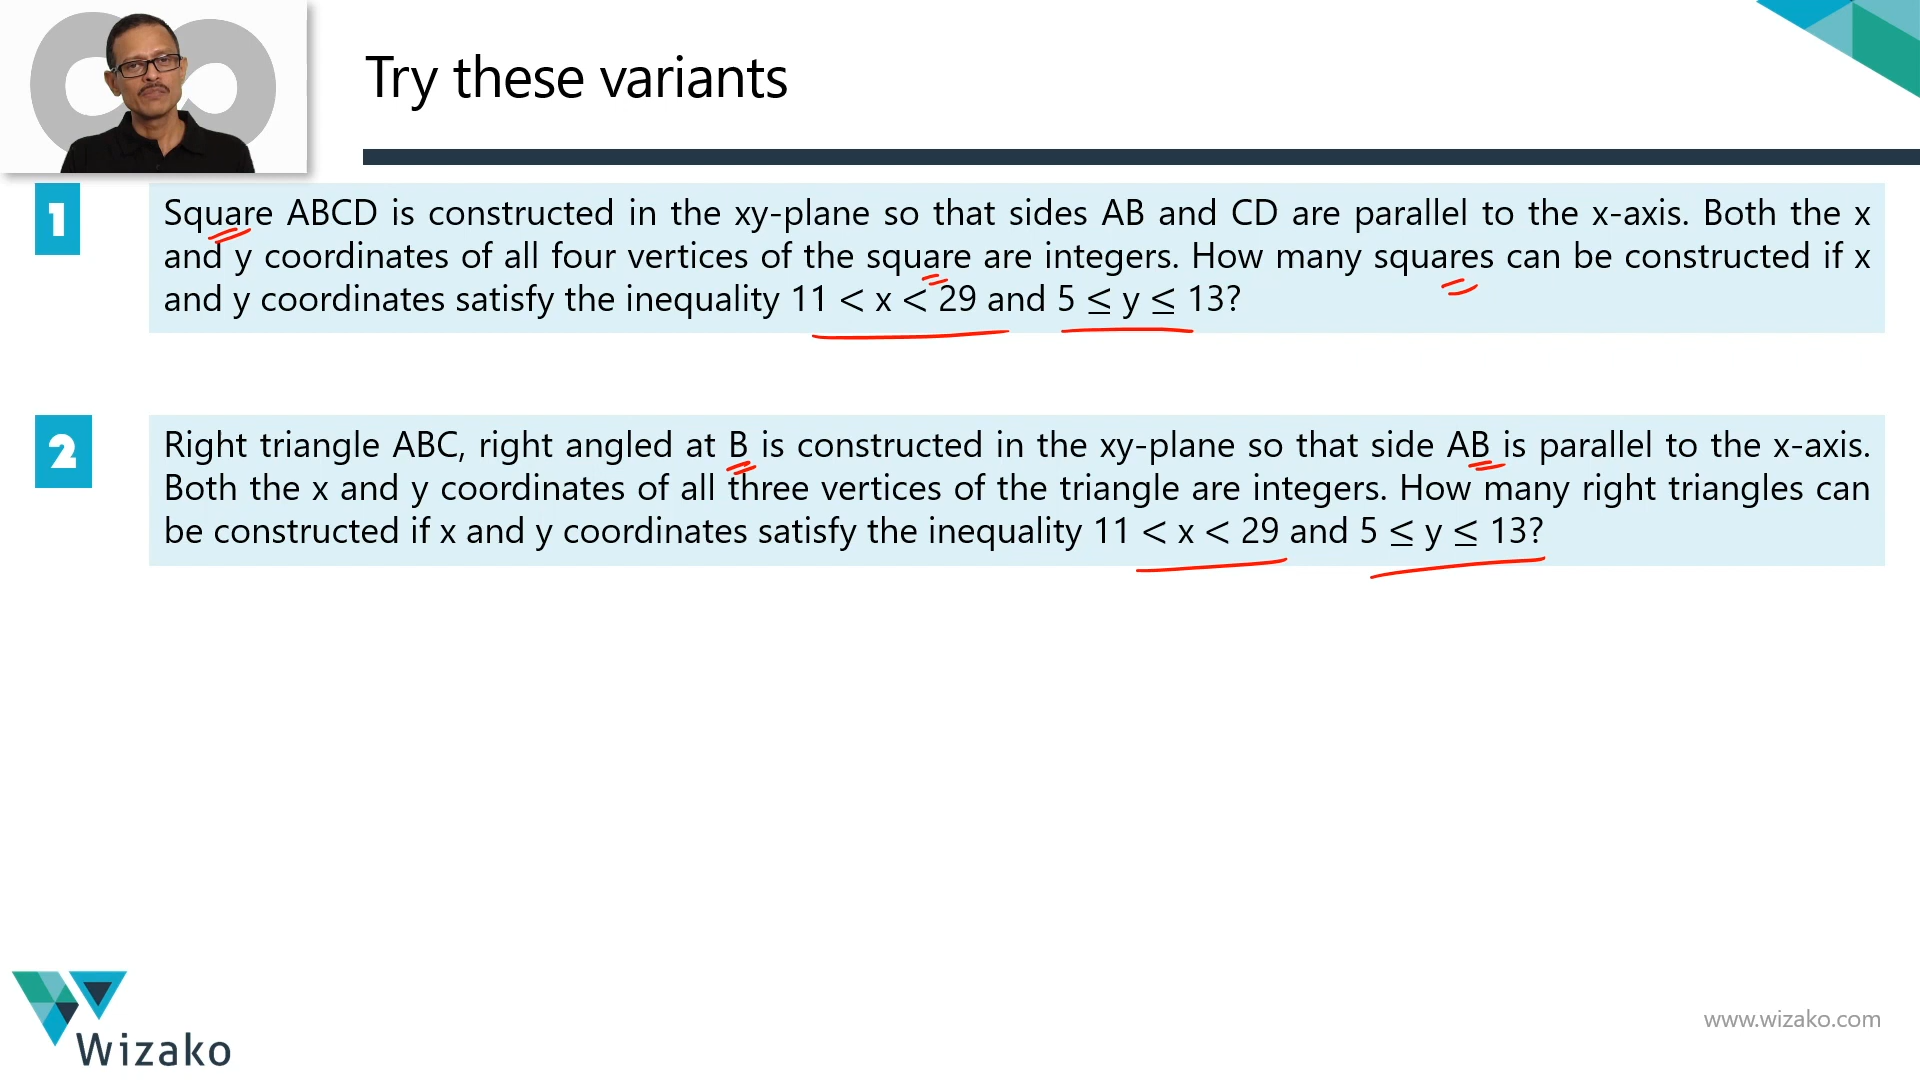 Try these variants
1
Square ABCD is constructed in the xy-plane so that sides AB and CD are parallel to the x-axis. Both the x
and y coordinates of all four vertices of the square are integers. How many squares can be constructed if x
and y coordinates satisfy the inequality 11 < x < 29 and 5 ≤ y ≤ 13?
2
Right triangle ABC, right angled at B is constructed in the xy-plane so that side AB is parallel to the x-axis.
Both the x and y coordinates of all three vertices of the triangle are integers. How many right triangles can
be constructed if x and y coordinates satisfy the inequality 11 < x < 29 and 5 ≤ y ≤ 13?
Wizako
www.wizako.com